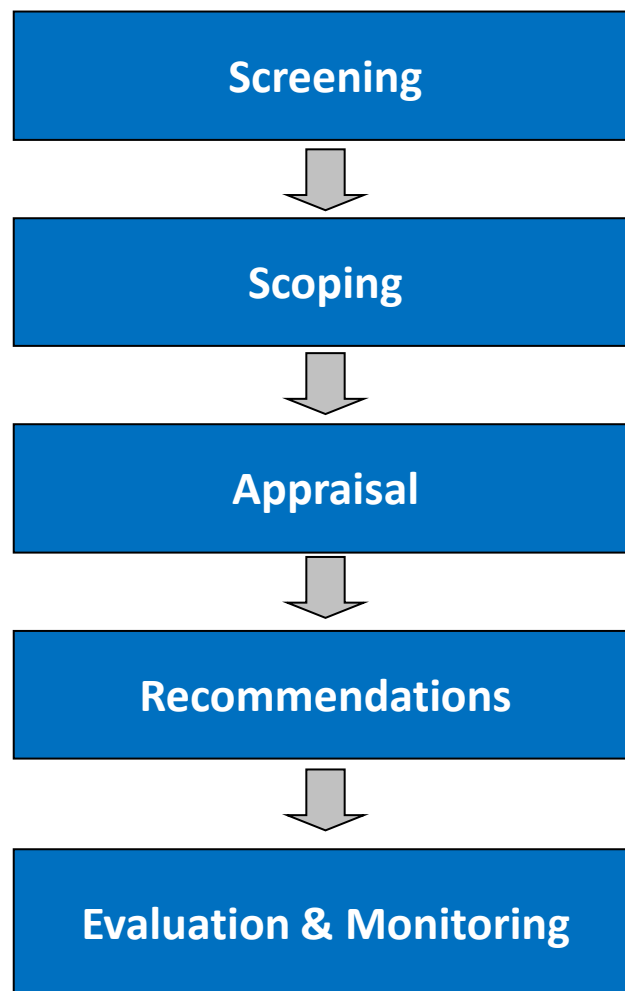 Screening
Scoping
Appraisal
Recommendations
Evaluation & Monitoring